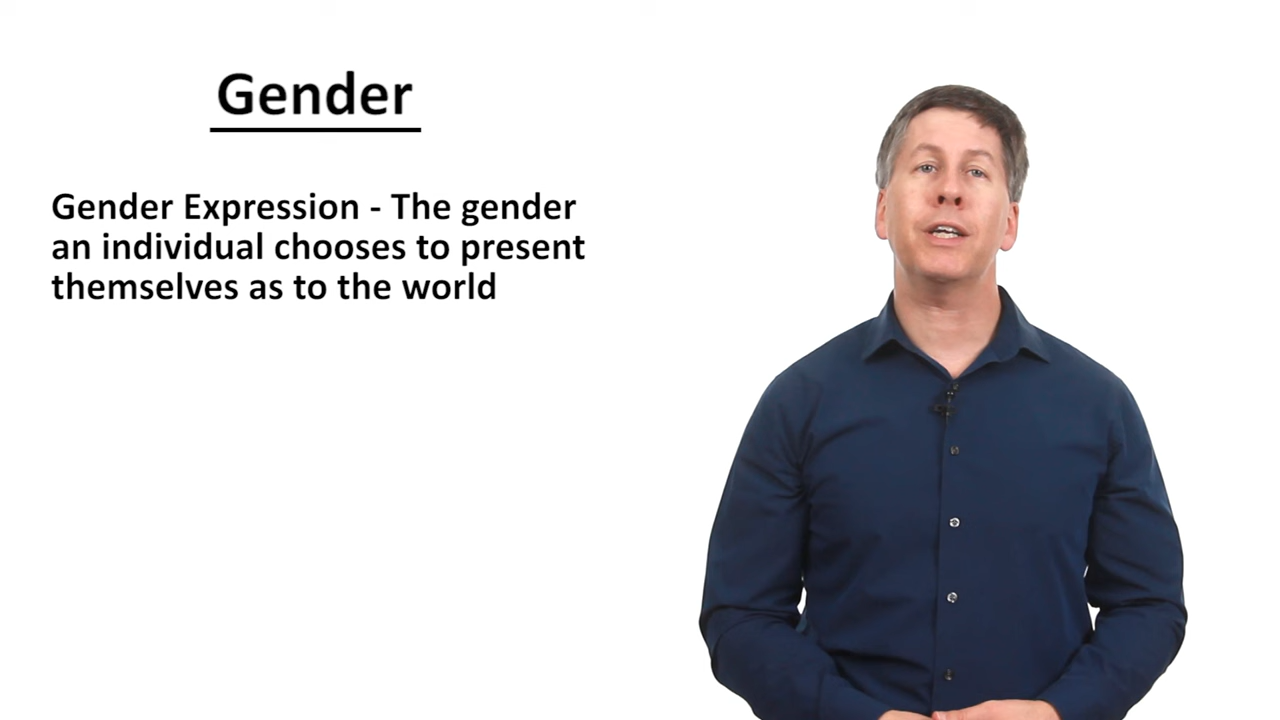 Gender
Gender Expression - The gender
an individual chooses to present
themselves as to the world